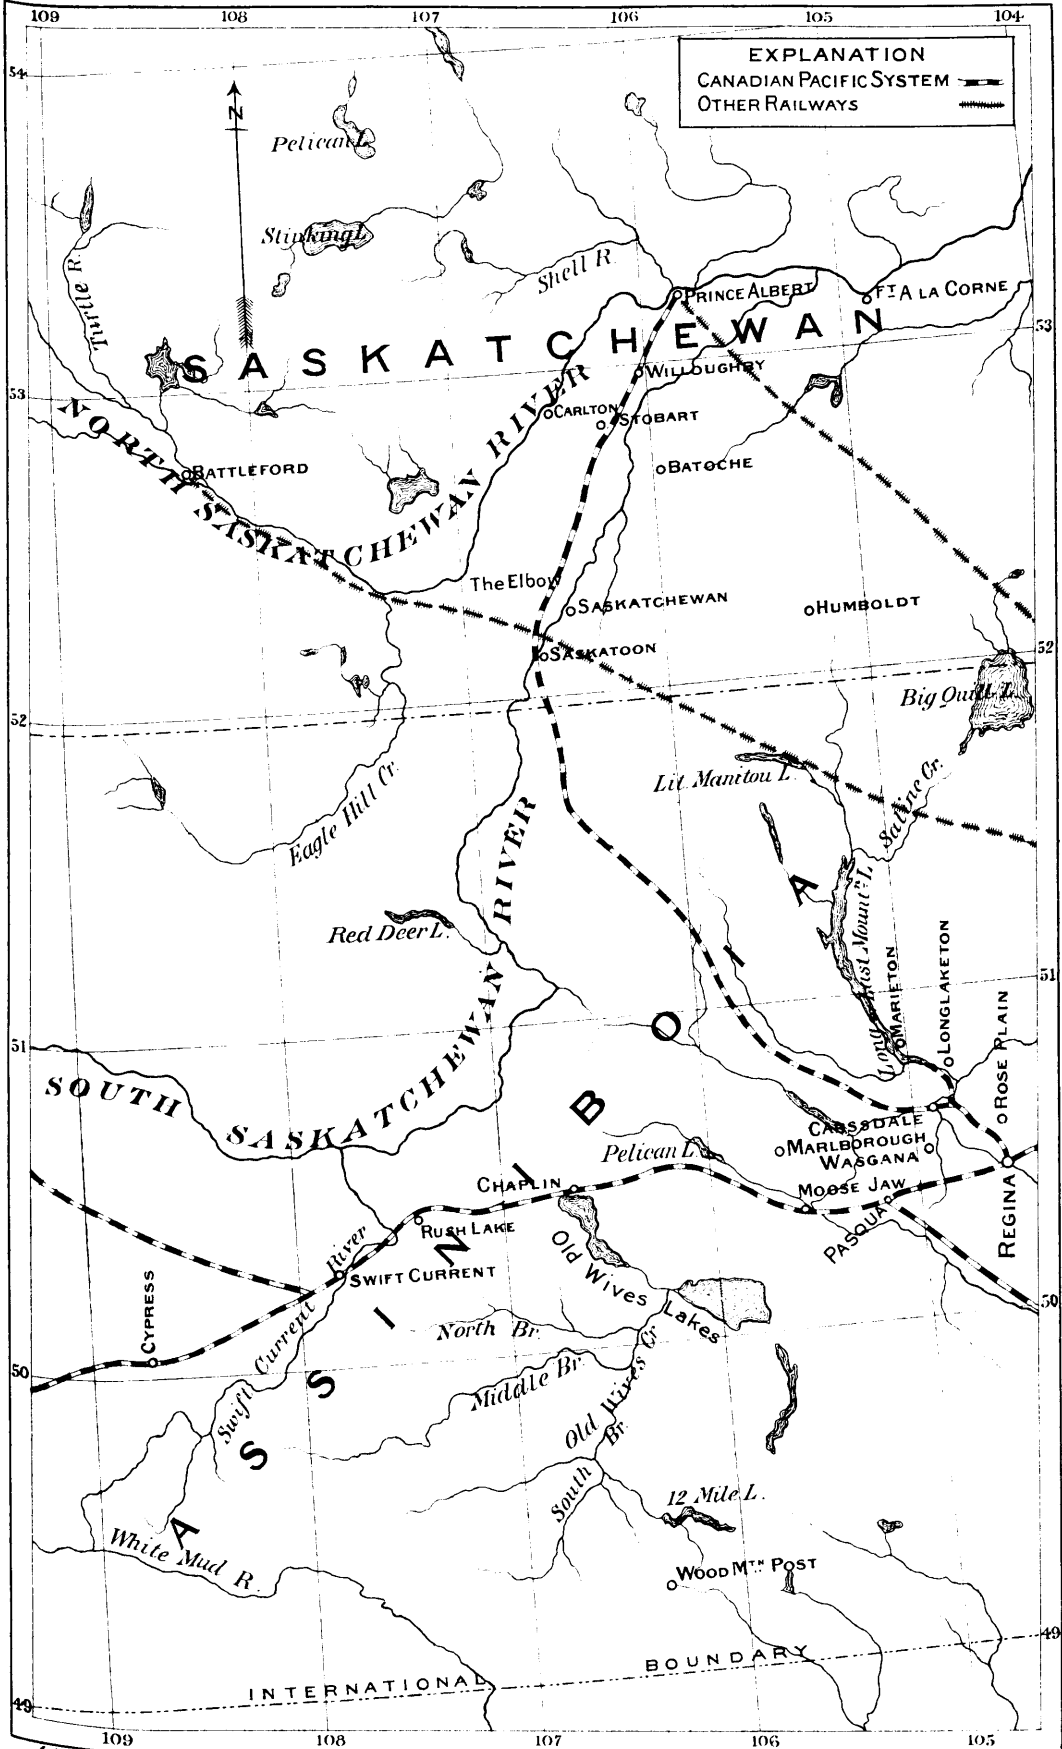 109 108 107 106 105 104
EXPLANATION
CANADIAN PACIFIC SYSTEM
OTHER RAILWAYS
54
N
Pelican L.
Stinking L.
Shell R.
Turtle R.
PRINCE ALBERT
FT A LA CORNE
53
SASKATCHEWAN
WILLOUGHBY
53
CARLTON
STOBART
BATTLEFORD
BATOCHE
NORTH SASKATCHEWAN RIVER
The Elbow
SASKATCHEWAN
HUMBOLDT
SASKATOON
52
Big Quill L.
52
Lit. Manitou L.
Saline Cr.
Eagle Hill Cr.
Red Deer L.
Long or Last Mountn. L.
MARIETON
LONGLAKETON
ROSE PLAIN
51
51
SOUTH SASKATCHEWAN RIVER
ASSINIBOIA
CARSSDALE
MARLBOROUGH
WASGANA
Pelican L.
MOOSE JAW
CHAPLIN
PASQUA
REGINA
RUSH LAKE
SWIFT CURRENT
Old Wives Lakes
CYPRESS
Swift Current River
North Br.
Middle Br.
Old Wives Cr.
50
50
South Br.
12 Mile L.
White Mud R.
WOOD MTN POST
49
INTERNATIONAL BOUNDARY
49
109 108 107 106 105